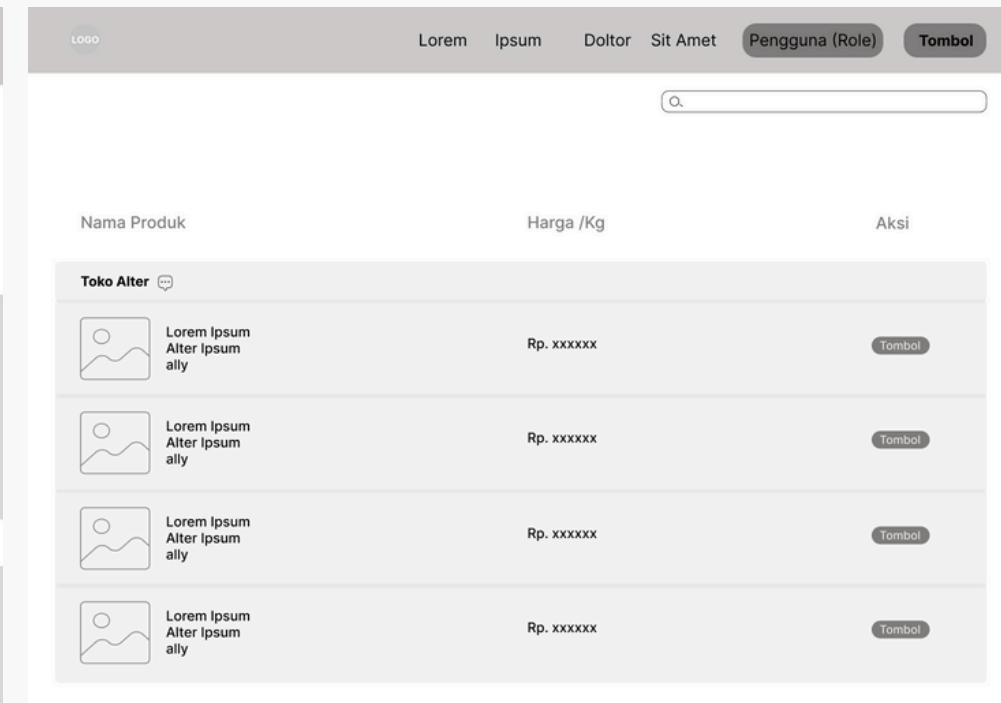 LOGO
Lorem Ipsum Doltor Sit Amet Pengguna (Role) Tombol
Nama Produk Harga /Kg Aksi
Toko Alter
Lorem Ipsum
Alter Ipsum
ally
Rp. xxxxxx
Tombol
Lorem Ipsum
Alter Ipsum
ally
Rp. xxxxxx
Tombol
Lorem Ipsum
Alter Ipsum
ally
Rp. xxxxxx
Tombol
Lorem Ipsum
Alter Ipsum
ally
Rp. xxxxxx
Tombol